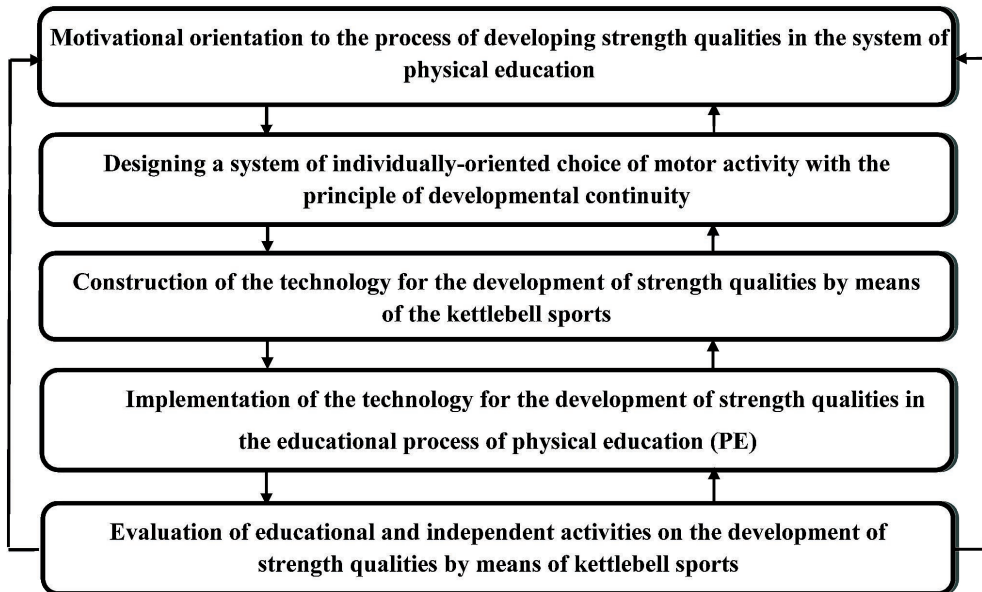 Motivational orientation to the process of developing strength qualities in the system of
physical education
Designing a system of individually-oriented choice of motor activity with the
principle of developmental continuity
Construction of the technology for the development of strength qualities by means
of the kettlebell sports
Implementation of the technology for the development of strength qualities in
the educational process of physical education (PE)
Evaluation of educational and independent activities on the development of
strength qualities by means of kettlebell sports